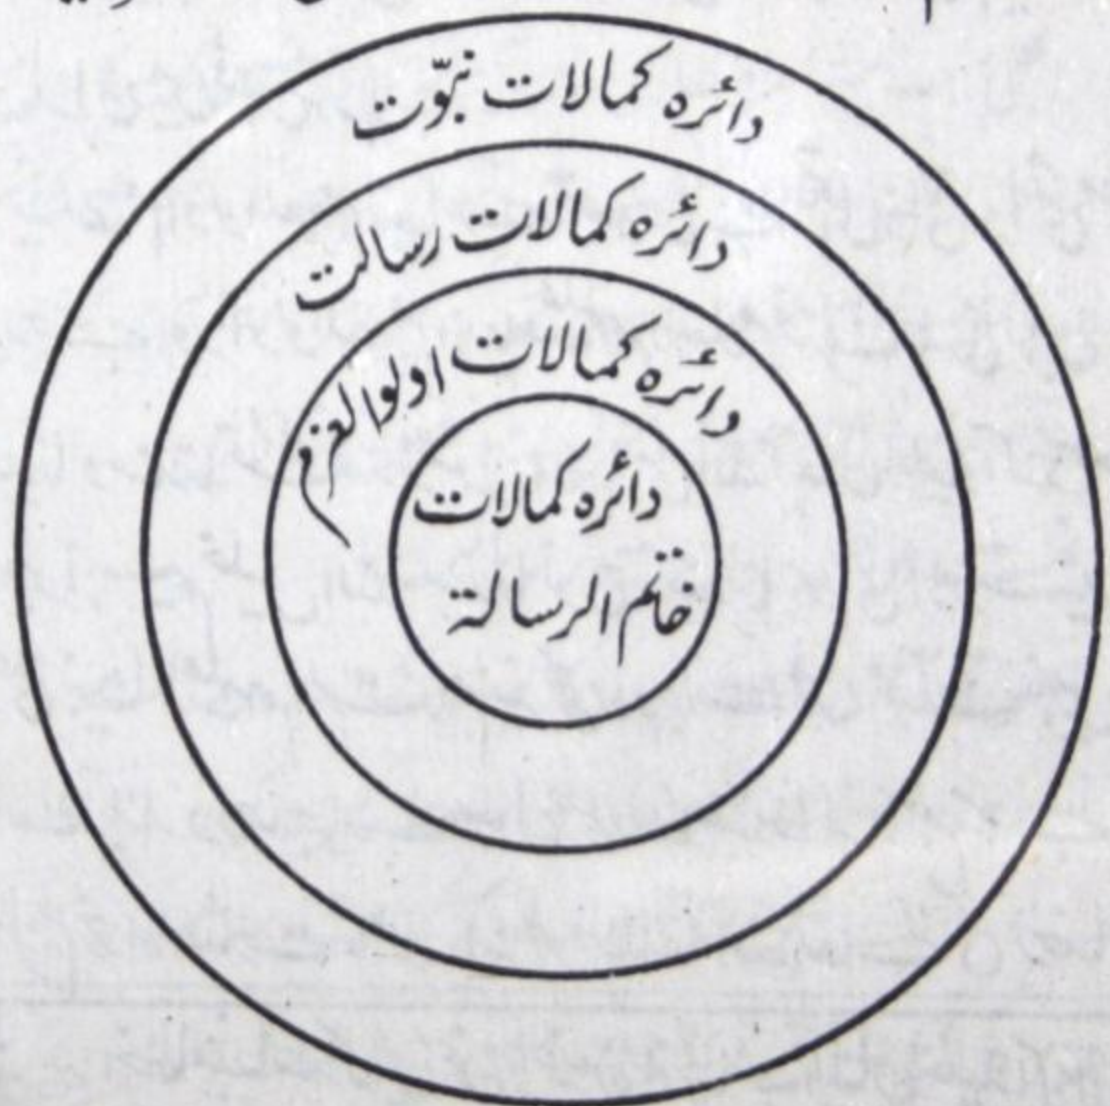 دائرہ کمالات نبوّت
دائرہ کمالات رسالت
دائرہ کمالات اولوالعزم
دائرہ کمالات
خاتم الرسالۃ